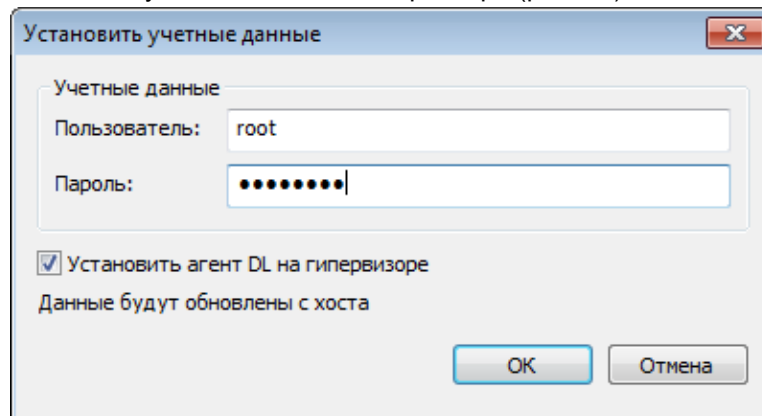 Установить учетные данные
Учетные данные
Пользователь: root
Пароль: ●●●●●●●●
Установить агент DL на гипервизоре
Данные будут обновлены с хоста
OK Отмена